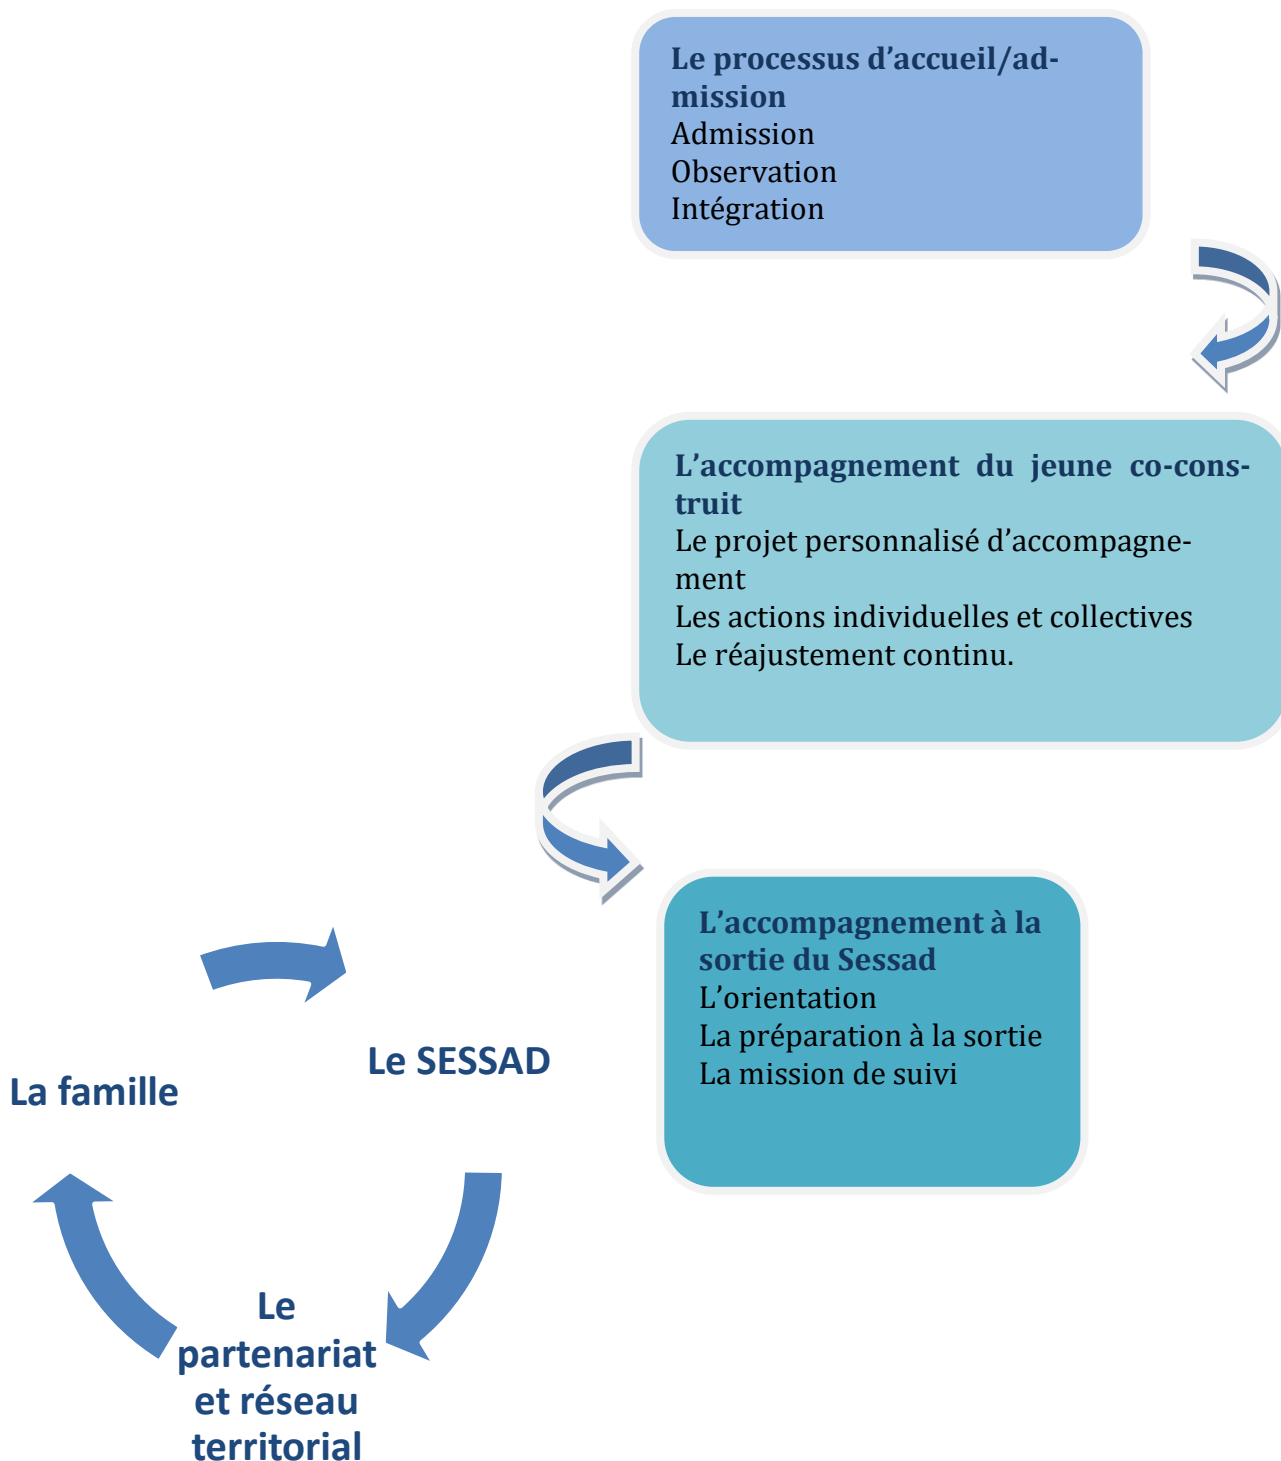 Le processus d’accueil/ad-
mission
Admission
Observation
Intégration
L’accompagnement du jeune co-cons-
truit
Le projet personnalisé d’accompagne-
ment
Les actions individuelles et collectives
Le réajustement continu.
L’accompagnement à la
sortie du Sessad
L’orientation
La préparation à la sortie
La mission de suivi
Le SESSAD
La famille
Le
partenariat
et réseau
territorial